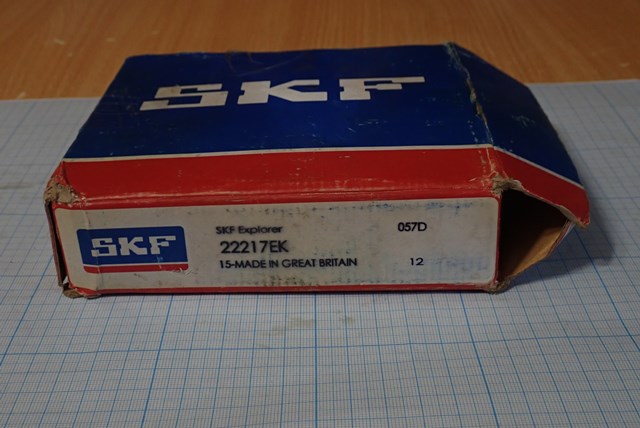 SKF
SKF
SKF Explorer
057D
22217EK
15-MADE IN GREAT BRITAIN
12